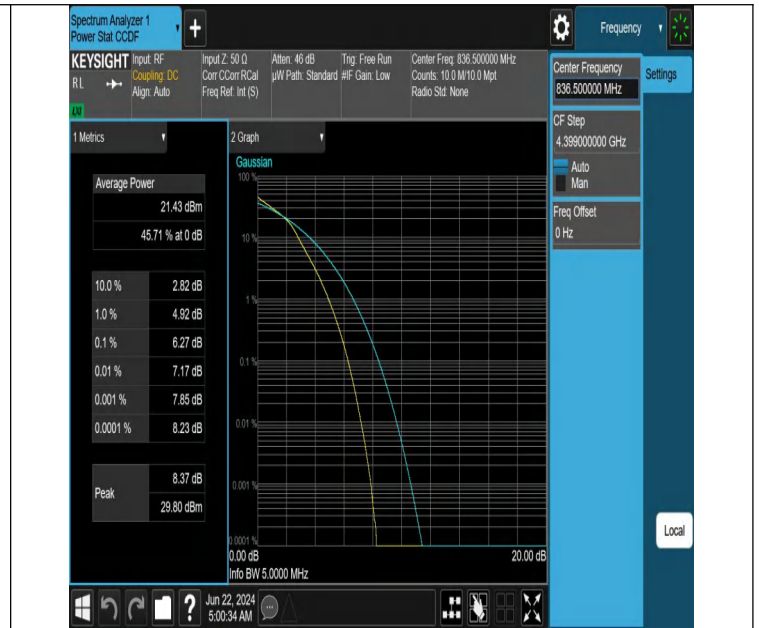 Spectrum Analyzer 1
Power Stat CCDF
+
Frequency
KEYSIGHT
RL
LXI
Input: RF
Coupling: DC
Align: Auto
Input Z: 50 Ω
Corr CCorr RCal
Freq Ref: Int (S)
Atten: 46 dB
µW Path: Standard
Trig: Free Run
#IF Gain: Low
Center Freq: 836.500000 MHz
Counts: 10.0 M/10.0 Mpt
Radio Std: None
Center Frequency
836.500000 MHz
Settings
CF Step
4.399000000 GHz
Auto
Man
Freq Offset
0 Hz
Local
1 Metrics
Average Power
21.43 dBm
45.71 % at 0 dB
10.0 % 2.82 dB
1.0 % 4.92 dB
0.1 % 6.27 dB
0.01 % 7.17 dB
0.001 % 7.85 dB
0.0001 % 8.23 dB
Peak
8.37 dB
29.80 dBm
2 Graph
Gaussian
100 %
10 %
1 %
0.1 %
0.01 %
0.001 %
0.0001 %
0.00 dB 20.00 dB
Info BW 5.0000 MHz
?
Jun 22, 2024
5:00:34 AM